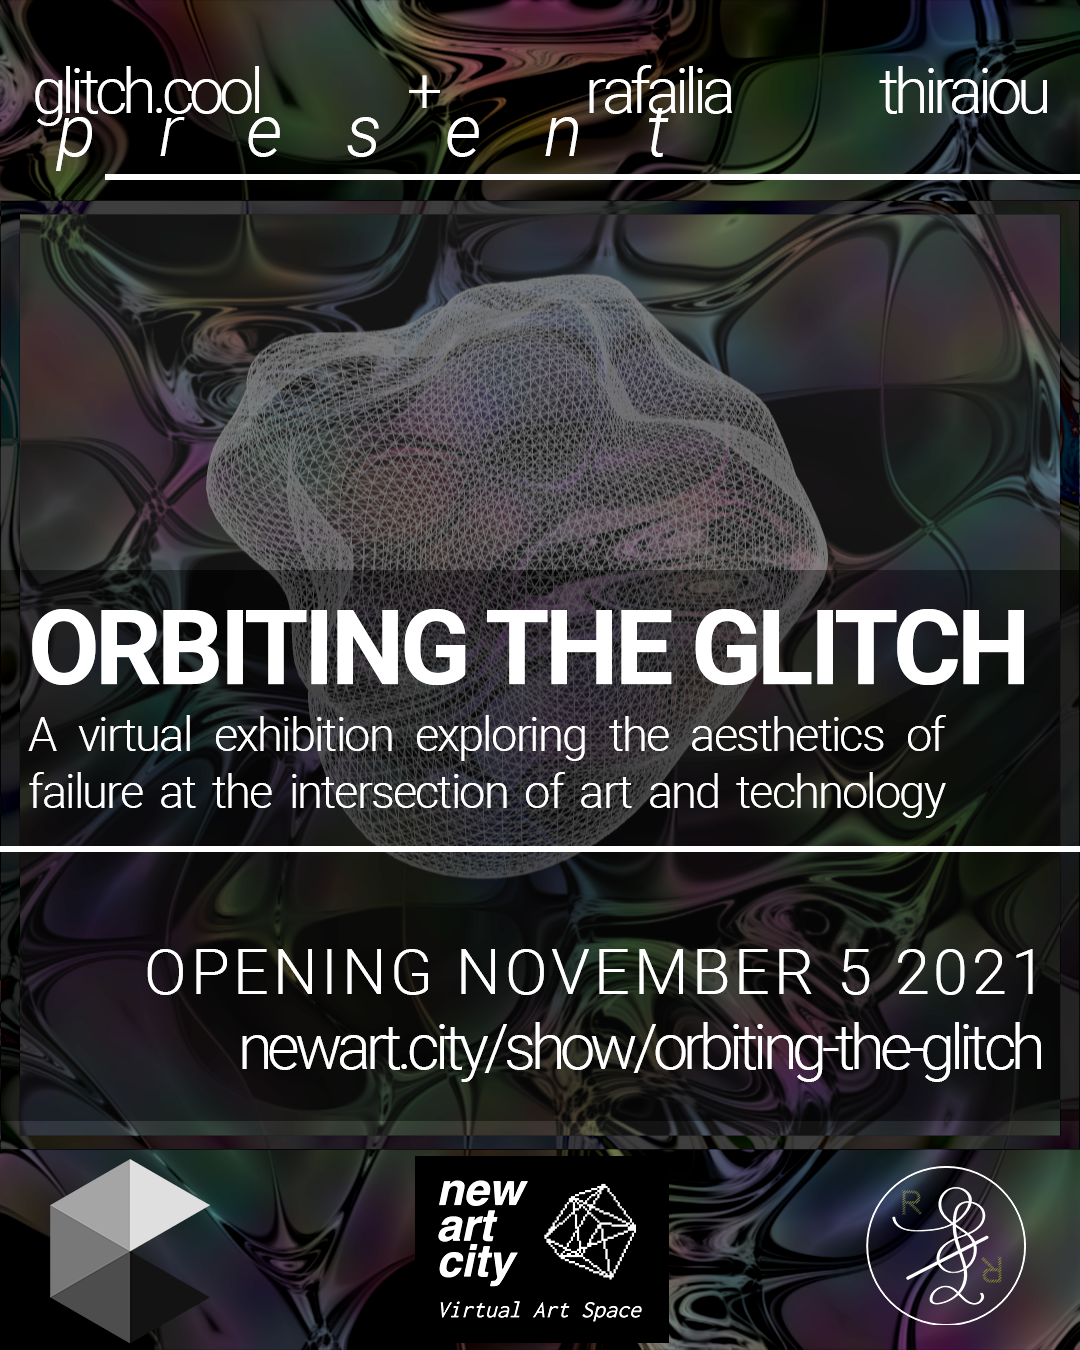 glitch.cool + rafailia thiraiou
present
ORBITING THE GLITCH
A virtual exhibition exploring the aesthetics of
failure at the intersection of art and technology
OPENING NOVEMBER 5 2021
newart.city/show/orbiting-the-glitch
new
art
city
Virtual Art Space
R
R